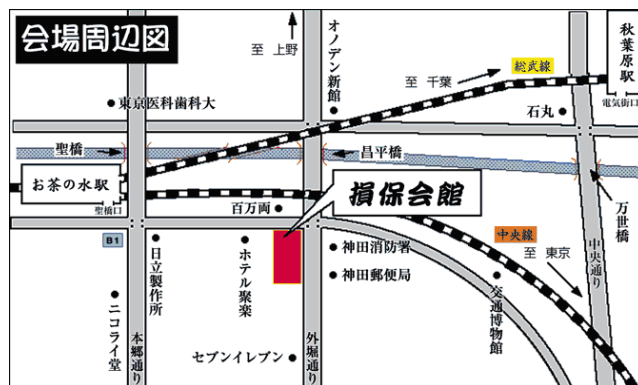 会場周辺図
至 上野
オノデン新館
秋葉原駅
電気街口
総武線
至 千葉
東京医科歯科大
石丸
聖橋
昌平橋
お茶の水駅
聖橋口
百万両
損保会館
万世橋
B1
日立製作所
ホテル聚楽
神田消防署
神田郵便局
中央線
至 東京
中央通り
交通博物館
ニコライ堂
本郷通り
外堀通り
セブンイレブン